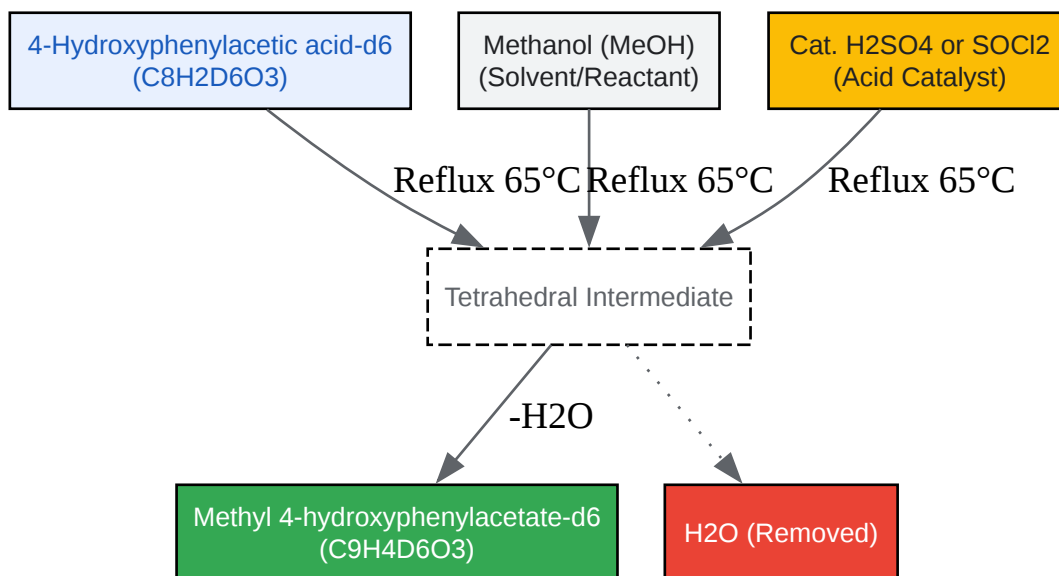 4-Hydroxyphenylacetic acid-d6
(C8H2D6O3)
Methanol (MeOH)
(Solvent/Reactant)
Cat. H2SO4 or SOCl2
(Acid Catalyst)
Reflux 65°C
Reflux 65°C
Reflux 65°C
Tetrahedral Intermediate
-H2O
Methyl 4-hydroxyphenylacetate-d6
(C9H4D6O3)
H2O (Removed)